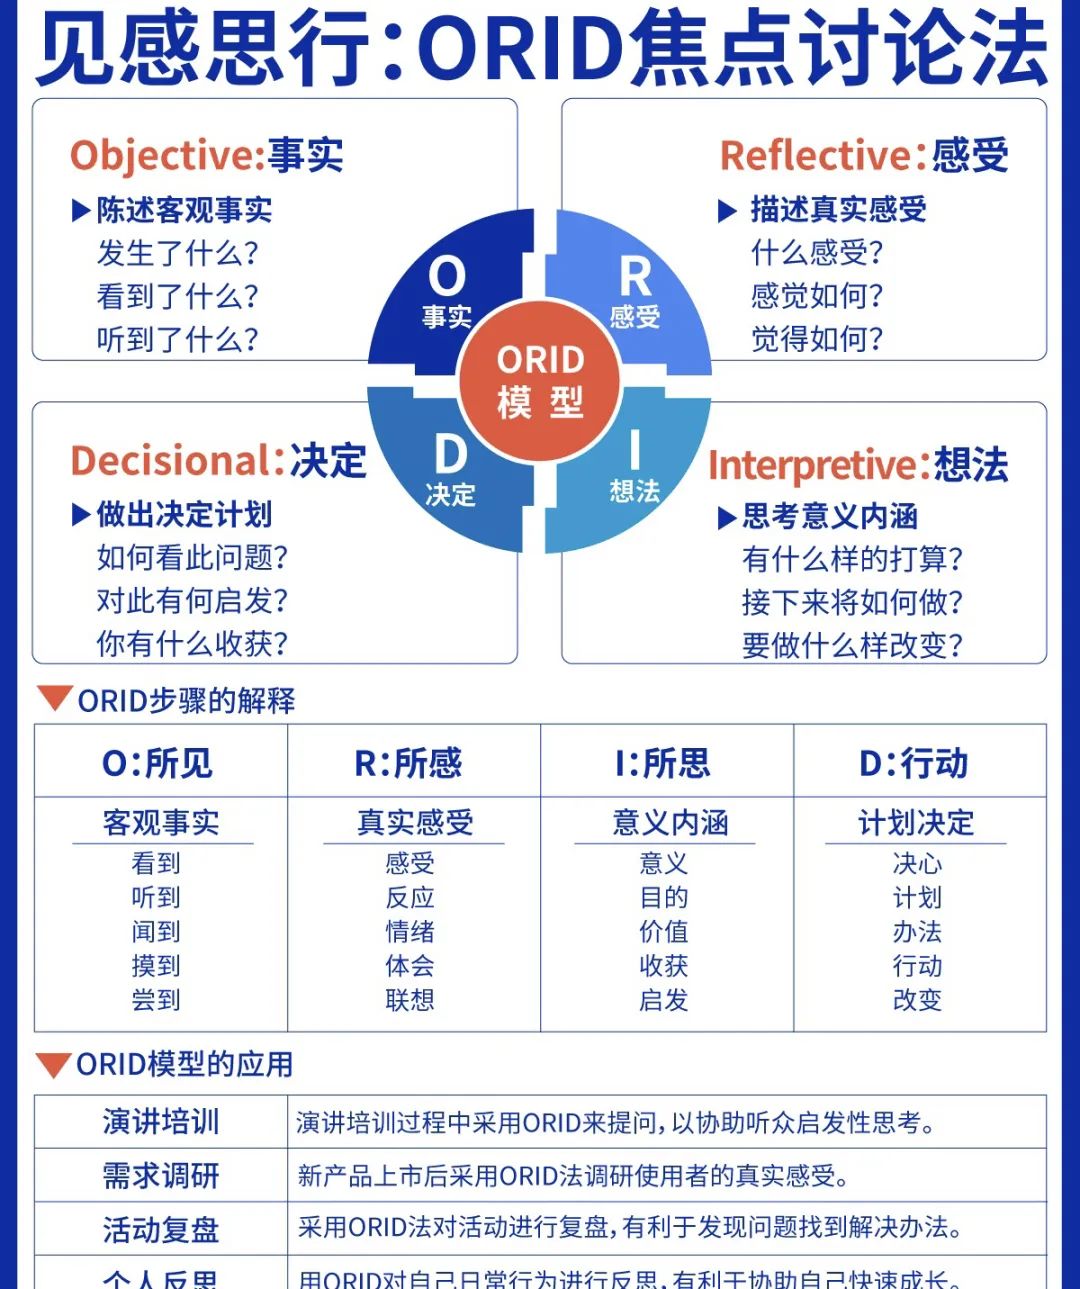 见感思行：ORID焦点讨论法
Objective:事实
▶陈述客观事实
发生了什么？
看到了什么？
听到了什么？
Reflective：感受
▶ 描述真实感受
什么感受？
感觉如何？
觉得如何？
O
事实
R
感受
ORID
模 型
D
决定
I
想法
Decisional：决定
▶做出决定计划
如何看此问题？
对此有何启发？
你有什么收获？
Interpretive：想法
▶思考意义内涵
有什么样的打算？
接下来将如何做？
要做什么样改变？
ORID步骤的解释
O：所见
R：所感
I：所思
D：行动
客观事实
真实感受
意义内涵
计划决定
看到
感受
意义
决心
听到
反应
目的
计划
闻到
情绪
价值
办法
摸到
体会
收获
行动
尝到
联想
启发
改变
ORID模型的应用
演讲培训
演讲培训过程中采用ORID来提问，以协助听众启发性思考。
需求调研
新产品上市后采用ORID法调研使用者的真实感受。
活动复盘
采用ORID法对活动进行复盘，有利于发现问题找到解决办法。
个人反思
用ORID对自己日常行为进行反思，有利于协助自己快速成长。